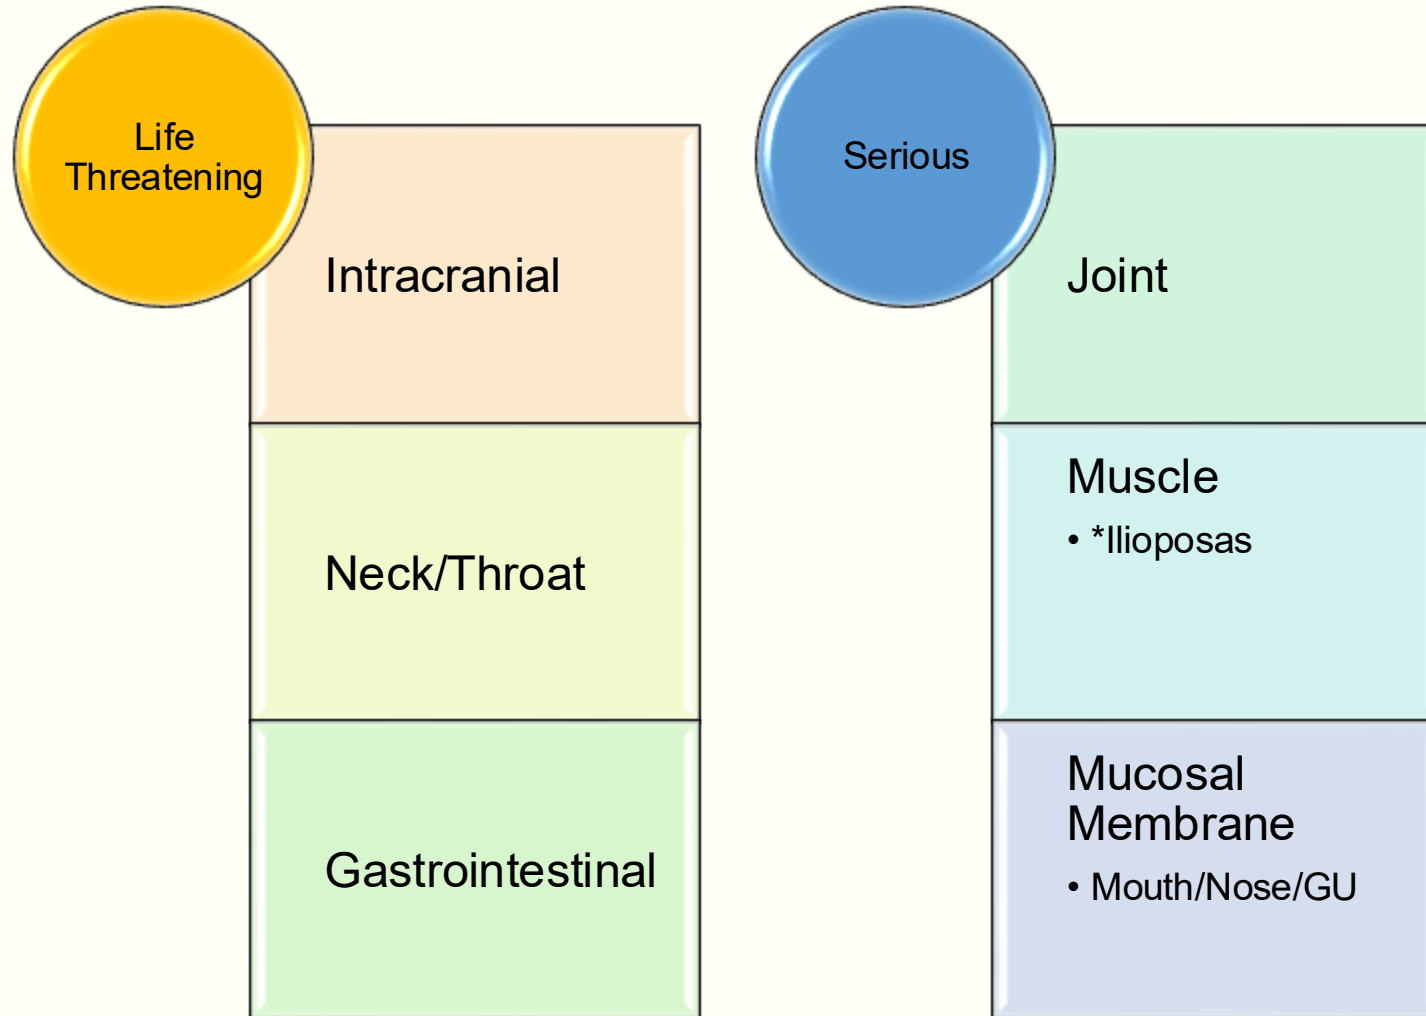 Life
Threatening
Intracranial
Neck/Throat
Gastrointestinal
Serious
Joint
Muscle
• *Ilioposas
Mucosal
Membrane
• Mouth/Nose/GU